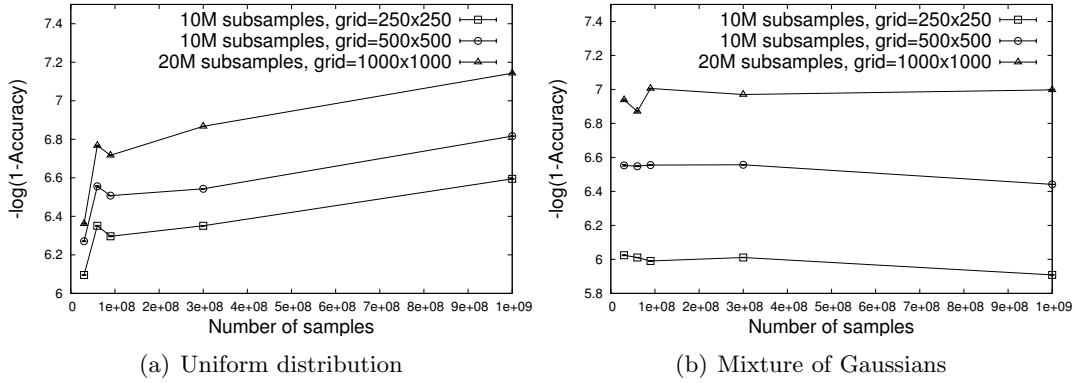 7.4
7.2
7
6.8
6.6
6.4
6.2
6
-log(1-Accuracy)
10M subsamples, grid=250x250
10M subsamples, grid=500x500
20M subsamples, grid=1000x1000
0 1e+08 2e+08 3e+08 4e+08 5e+08 6e+08 7e+08 8e+08 9e+08 1e+09
Number of samples
(a) Uniform distribution
7.4
7.2
7
6.8
6.6
6.4
6.2
6
5.8
-log(1-Accuracy)
10M subsamples, grid=250x250
10M subsamples, grid=500x500
20M subsamples, grid=1000x1000
0 1e+08 2e+08 3e+08 4e+08 5e+08 6e+08 7e+08 8e+08 9e+08 1e+09
Number of samples
(b) Mixture of Gaussians